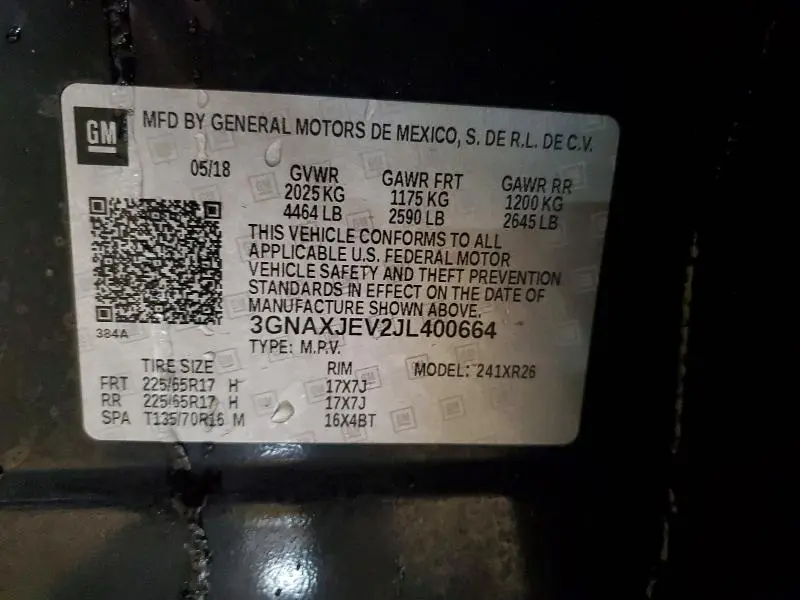 GM
MFD BY GENERAL MOTORS DE MEXICO, S. DE R.L. DE C.V.
05/18 GVWR GAWR FRT GAWR RR
2025 KG 1175 KG 1200 KG
4464 LB 2590 LB 2645 LB
THIS VEHICLE CONFORMS TO ALL
APPLICABLE U.S. FEDERAL MOTOR
VEHICLE SAFETY AND THEFT PREVENTION
STANDARDS IN EFFECT ON THE DATE OF
MANUFACTURE SHOWN ABOVE.
384A 3GNAXJEV2JL400664
TYPE: M.P.V. MODEL: 241XR26
TIRE SIZE RIM
FRT 225/65R17 H 17X7J
RR 225/65R17 H 17X7J
SPA T135/70R16 M 16X4BT